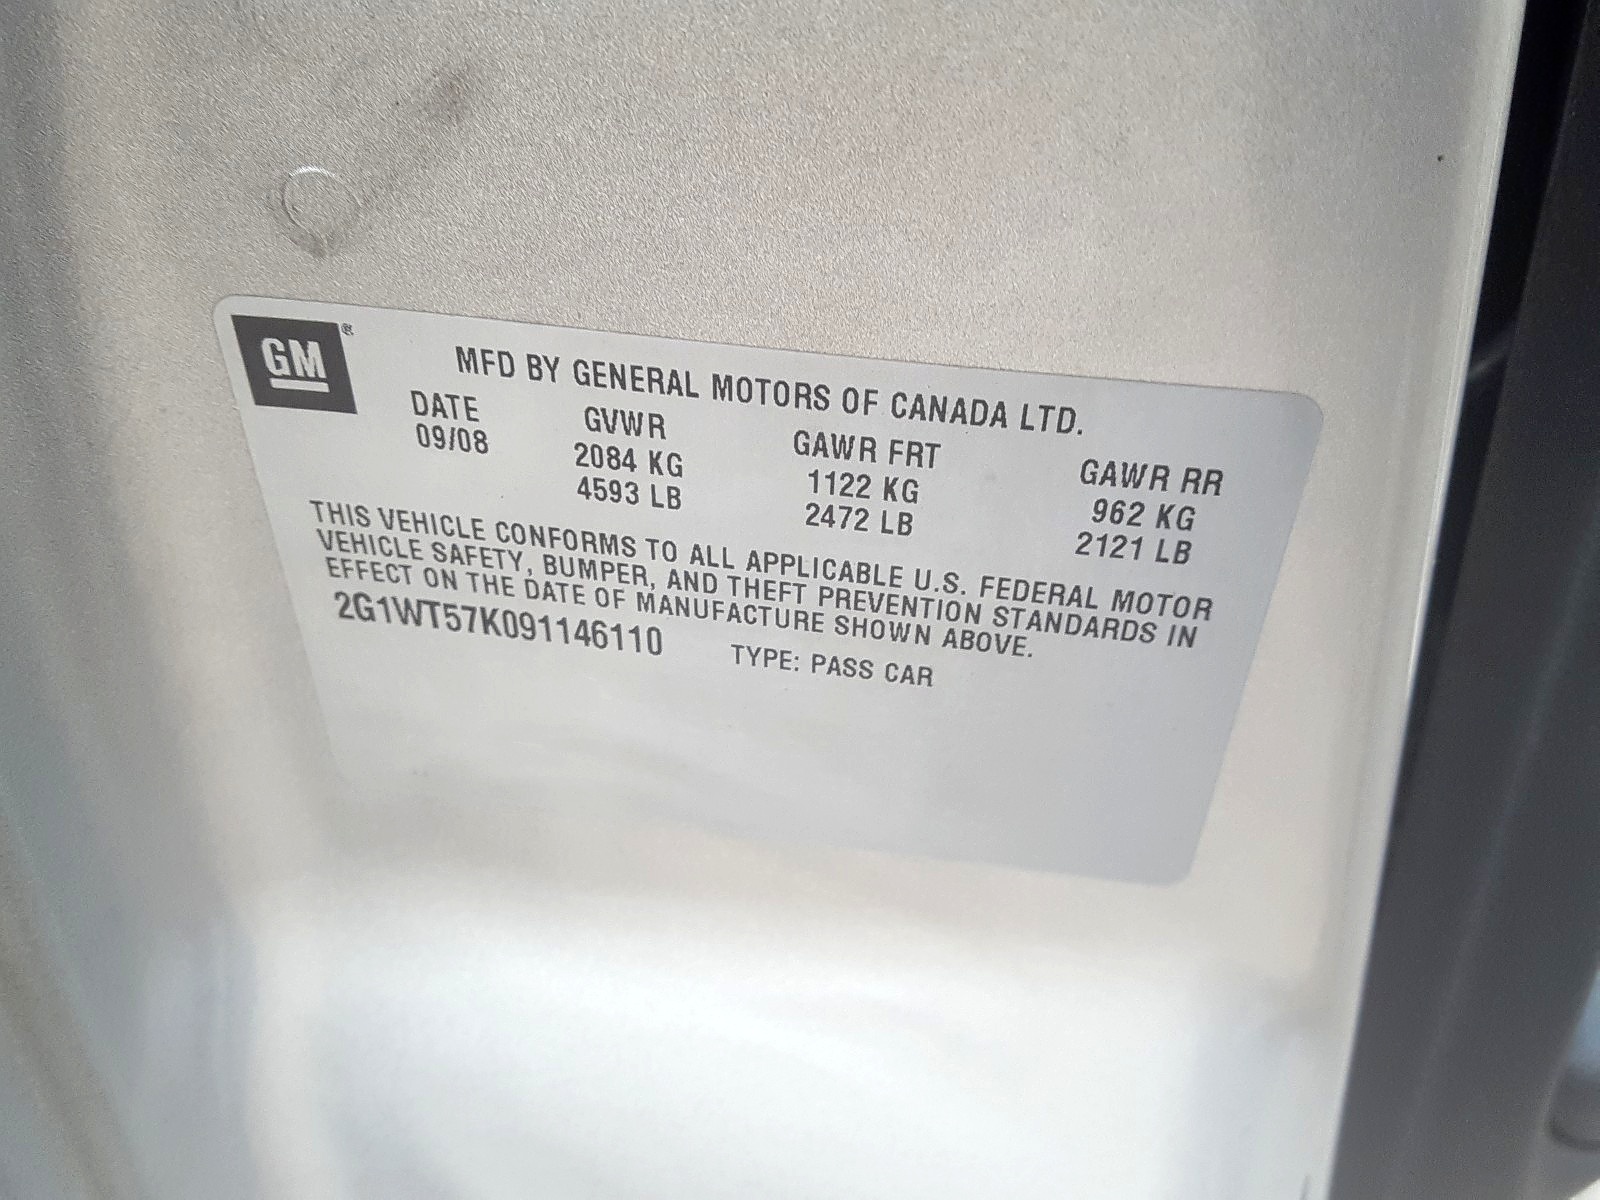 GM®
MFD BY GENERAL MOTORS OF CANADA LTD.
DATE GVWR GAWR FRT GAWR RR
09/08 2084 KG 1122 KG 962 KG
4593 LB 2472 LB 2121 LB
THIS VEHICLE CONFORMS TO ALL APPLICABLE U.S. FEDERAL MOTOR
VEHICLE SAFETY, BUMPER, AND THEFT PREVENTION STANDARDS IN
EFFECT ON THE DATE OF MANUFACTURE SHOWN ABOVE.
2G1WT57K091146110 TYPE: PASS CAR